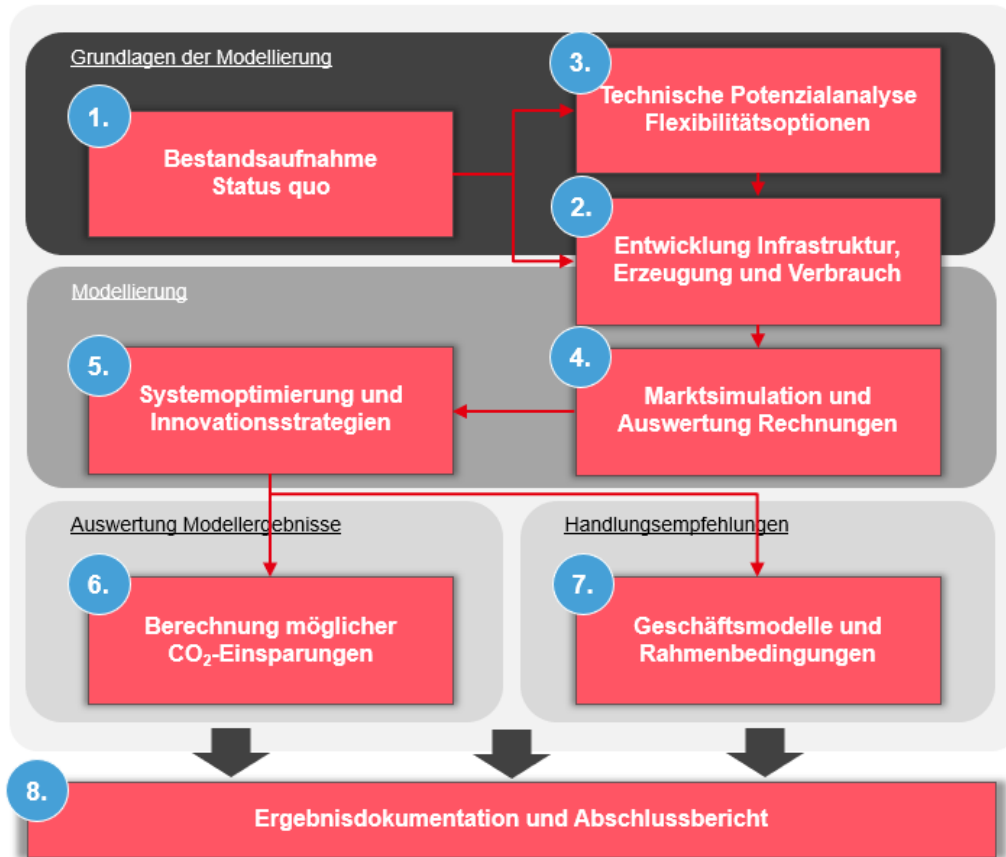 Grundlagen der Modellierung
1.
Bestandsaufnahme
Status quo
3.
Technische Potenzialanalyse
Flexibilitätsoptionen
2.
Entwicklung Infrastruktur,
Erzeugung und Verbrauch
Modellierung
5.
Systemoptimierung und
Innovationsstrategien
4.
Marktsimulation und
Auswertung Rechnungen
Auswertung Modellergebnisse
6.
Berechnung möglicher
CO₂-Einsparungen
Handlungsempfehlungen
7.
Geschäftsmodelle und
Rahmenbedingungen
8.
Ergebnisdokumentation und Abschlussbericht